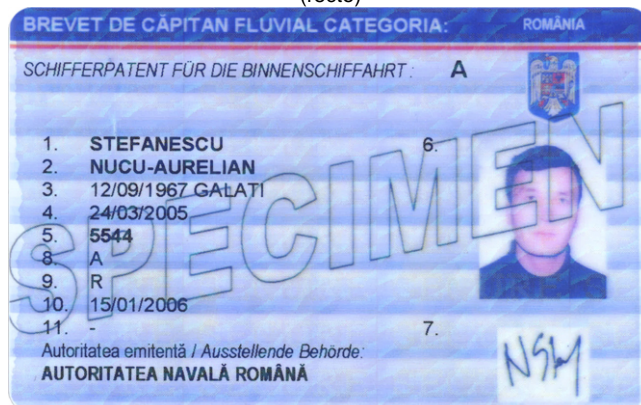 (recto)
BREVET DE CĂPITAN FLUVIAL CATEGORIA: ROMÂNIA
SCHIFFERPATENT FÜR DIE BINNENSCHIFFAHRT : A
1. STEFANESCU 6.
2. NUCU-AURELIAN
3. 12/09/1967 GALATI
4. 24/03/2005
5. 5544
8. A
9. R
10. 15/01/2006
11. - 7.
Autoritatea emitentă / Ausstellende Behörde:
AUTORITATEA NAVALĂ ROMÂNĂ
SPECIMEN